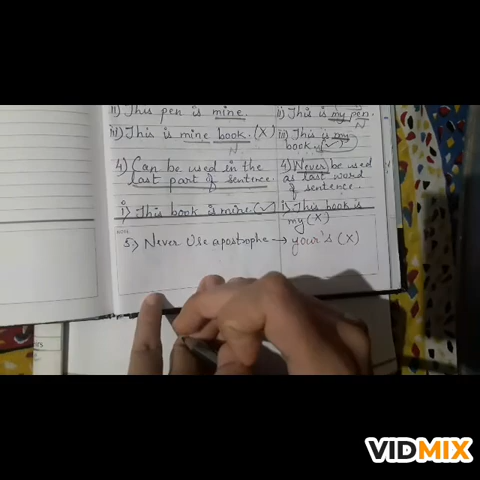 ii) This pen is mine.
iii) This is mine book. (X)
N.
4) Can be used in the
last part of sentence.
i) This book is mine. (✓)
ii) This is my pen.
N
iii) This is my
book. (✓)
4) Never be used
as last word
of sentence.
i) This book is
my (X)
NOTE
5) Never Use apostrophe → your's (X)
VIDMIX